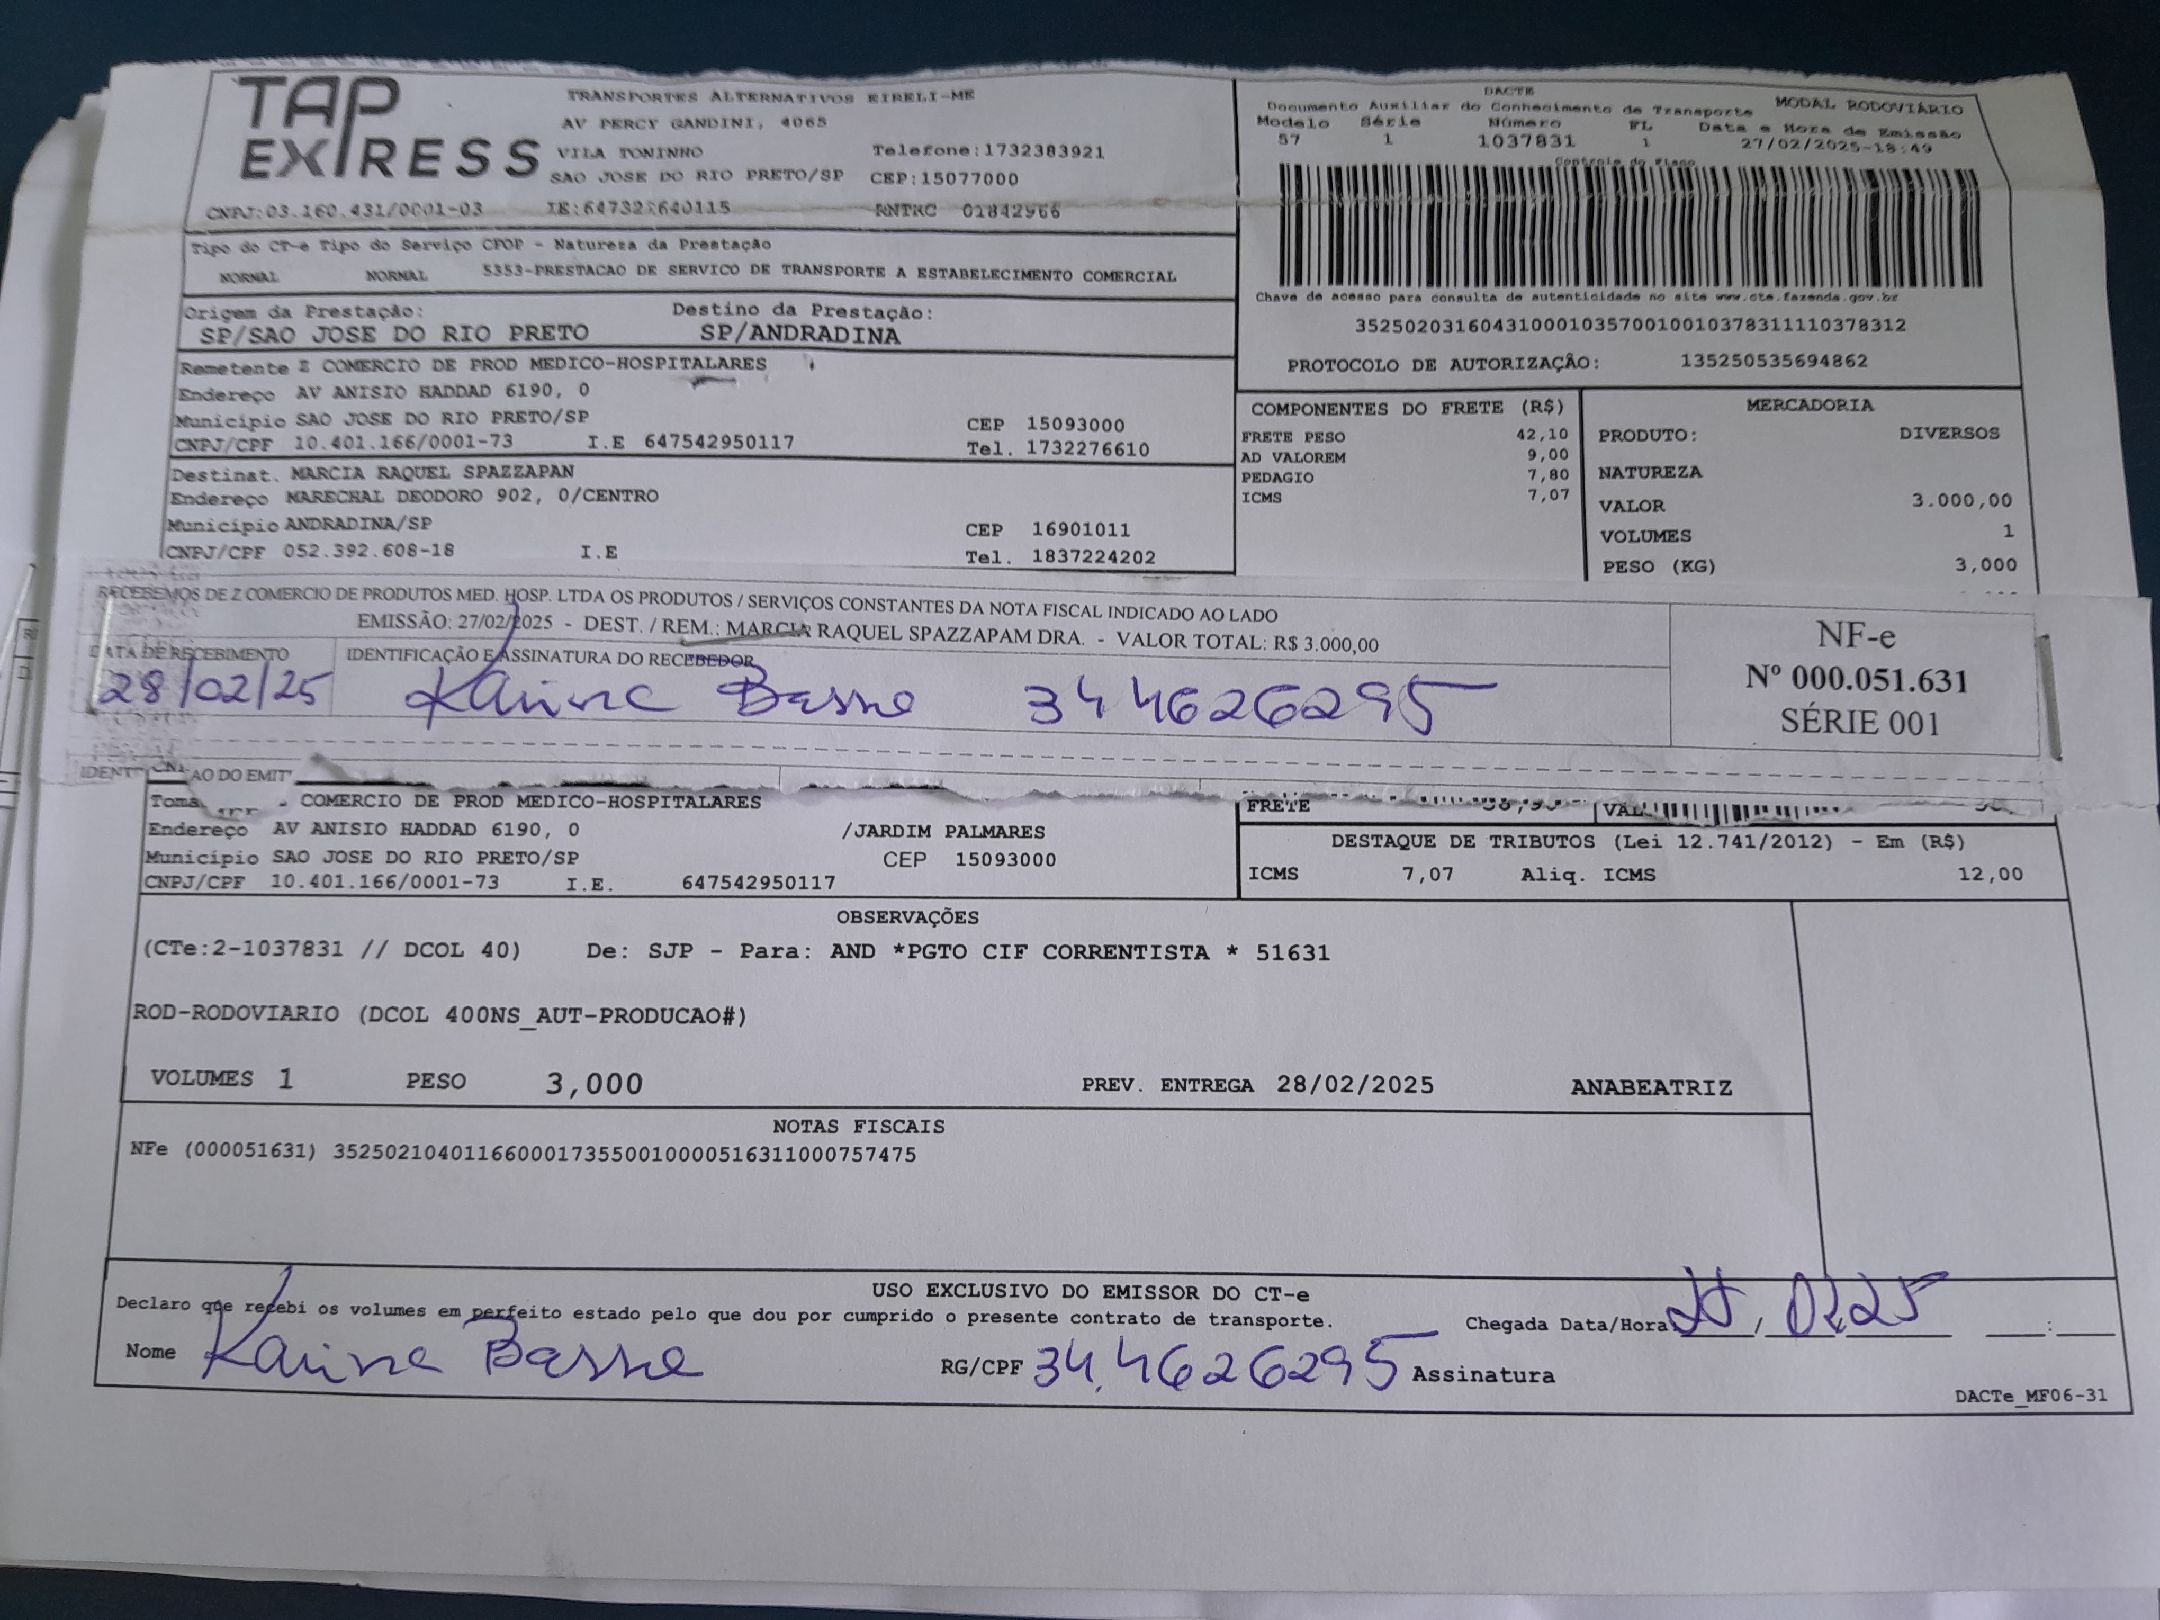 TAP EXPRESS
TRANSPORTES ALTERNATIVOS EIRELI-ME
AV PERCY GANDINI, 4065
VILA TONINHO Telefone:1732383921
SAO JOSE DO RIO PRETO/SP CEP:15077000
CNPJ:03.160.431/0001-03 IE:647322640115 RNTRC 01842966
DACTE
Documento Auxiliar do Conhecimento de Transporte MODAL RODOVIÁRIO
Modelo Série Número FL Data e Hora de Emissão
57 1 1037831 1 27/02/2025-18:49
Controle do Fisco
Chave de acesso para consulta de autenticidade no site www.cte.fazenda.gov.br
35250203160431000103570010010378311110378312
PROTOCOLO DE AUTORIZAÇÃO: 135250535694862
Tipo do CT-e Tipo do Serviço CFOP - Natureza da Prestação
NORMAL NORMAL 5353-PRESTACAO DE SERVICO DE TRANSPORTE A ESTABELECIMENTO COMERCIAL
Origem da Prestação: Destino da Prestação:
SP/SAO JOSE DO RIO PRETO SP/ANDRADINA
Remetente Z COMERCIO DE PROD MEDICO-HOSPITALARES
Endereço AV ANISIO HADDAD 6190, 0
Município SAO JOSE DO RIO PRETO/SP CEP 15093000
CNPJ/CPF 10.401.166/0001-73 I.E 647542950117 Tel. 1732276610
Destinat. MARCIA RAQUEL SPAZZAPAN
Endereço MARECHAL DEODORO 902, 0/CENTRO
Município ANDRADINA/SP CEP 16901011
CNPJ/CPF 052.392.608-18 I.E Tel. 1837224202
COMPONENTES DO FRETE (R$)
FRETE PESO 42,10
AD VALOREM 9,00
PEDAGIO 7,80
ICMS 7,07
MERCADORIA
PRODUTO: DIVERSOS
NATUREZA
VALOR 3.000,00
VOLUMES 1
PESO (KG) 3,000
RECEBEMOS DE Z COMERCIO DE PRODUTOS MED. HOSP. LTDA OS PRODUTOS / SERVIÇOS CONSTANTES DA NOTA FISCAL INDICADO AO LADO
EMISSÃO: 27/02/2025 - DEST. / REM.: MARCIA RAQUEL SPAZZAPAM DRA. - VALOR TOTAL: R$ 3.000,00
DATA DE RECEBIMENTO IDENTIFICAÇÃO E ASSINATURA DO RECEBEDOR
28/02/25 Karine Basse 344626295
NF-e
Nº 000.051.631
SÉRIE 001
AO DO EMIT
COMERCIO DE PROD MEDICO-HOSPITALARES
Endereço AV ANISIO HADDAD 6190, 0 /JARDIM PALMARES
Município SAO JOSE DO RIO PRETO/SP CEP 15093000
CNPJ/CPF 10.401.166/0001-73 I.E. 647542950117
FRETE
DESTAQUE DE TRIBUTOS (Lei 12.741/2012) - Em (R$)
ICMS 7,07 Aliq. ICMS 12,00
OBSERVAÇÕES
(CTe:2-1037831 // DCOL 40) De: SJP - Para: AND *PGTO CIF CORRENTISTA * 51631
ROD-RODOVIARIO (DCOL 400NS_AUT-PRODUCAO#)
VOLUMES 1 PESO 3,000 PREV. ENTREGA 28/02/2025 ANABEATRIZ
NOTAS FISCAIS
NFe (000051631) 35250210401166000173550010000516311000757475
USO EXCLUSIVO DO EMISSOR DO CT-e
Declaro que recebi os volumes em perfeito estado pelo que dou por cumprido o presente contrato de transporte. Chegada Data/Hora:
Nome Karine Basse RG/CPF 34.4626295 Assinatura
DACTe_MF06-31